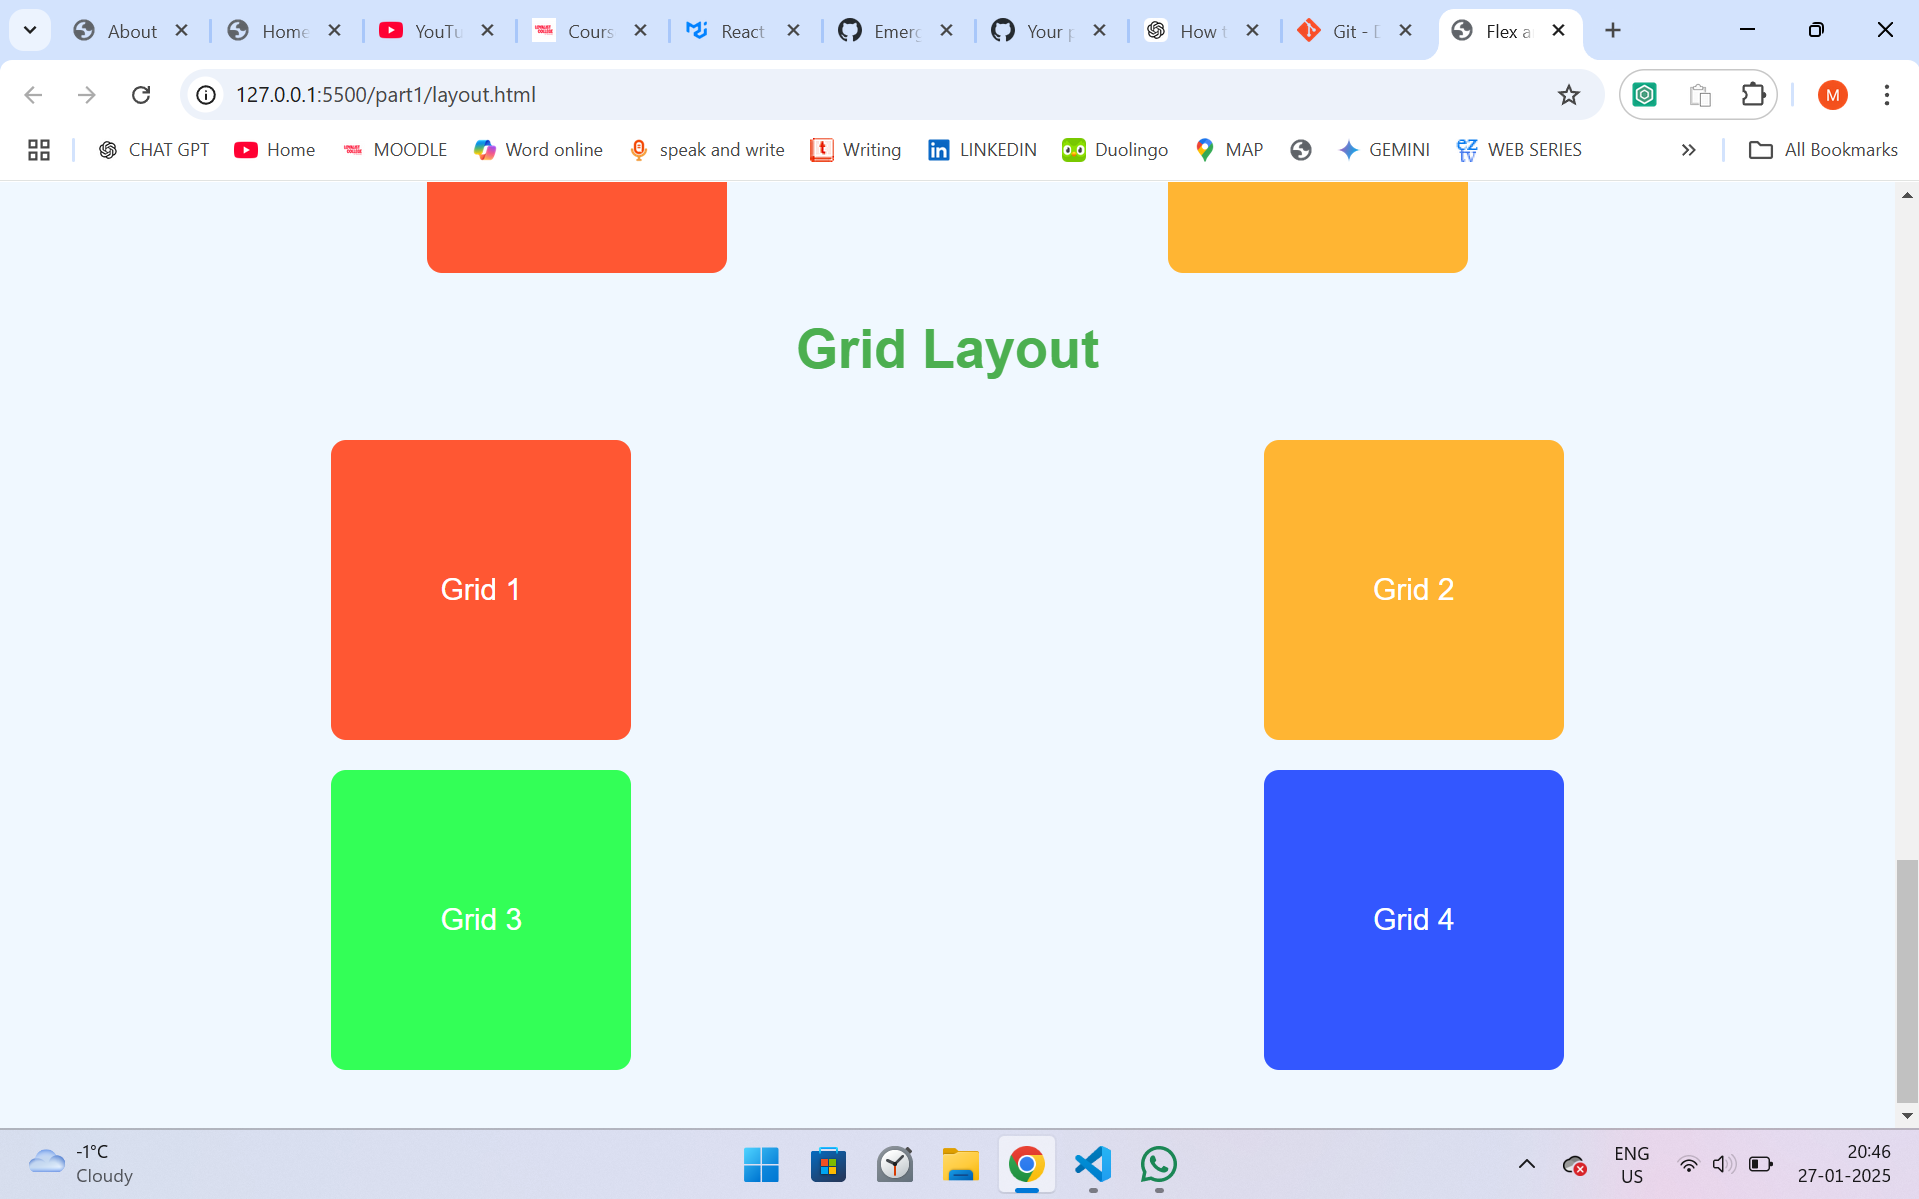 About Home YouTu Cours React Emerg Your p How t Git - D Flex a
127.0.0.1:5500/part1/layout.html M
CHAT GPT Home MOODLE Word online speak and write Writing LINKEDIN Duolingo MAP GEMINI WEB SERIES All Bookmarks
Grid Layout
Grid 1 Grid 2
Grid 3 Grid 4
-1°C ENG 20:46
Cloudy US 27-01-2025